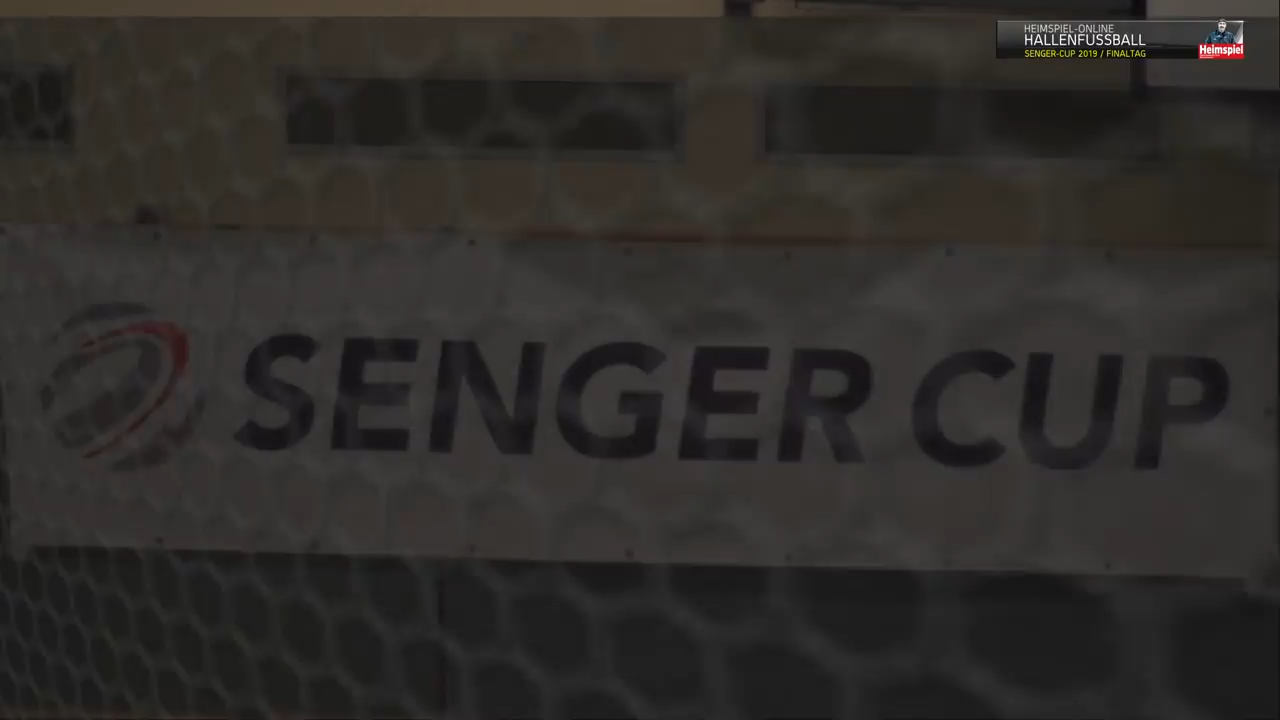 HEIMSPIEL-ONLINE
HALLENFUSSBALL
SENGER-CUP 2019 / FINALTAG
Heimspiel
SENGER CUP